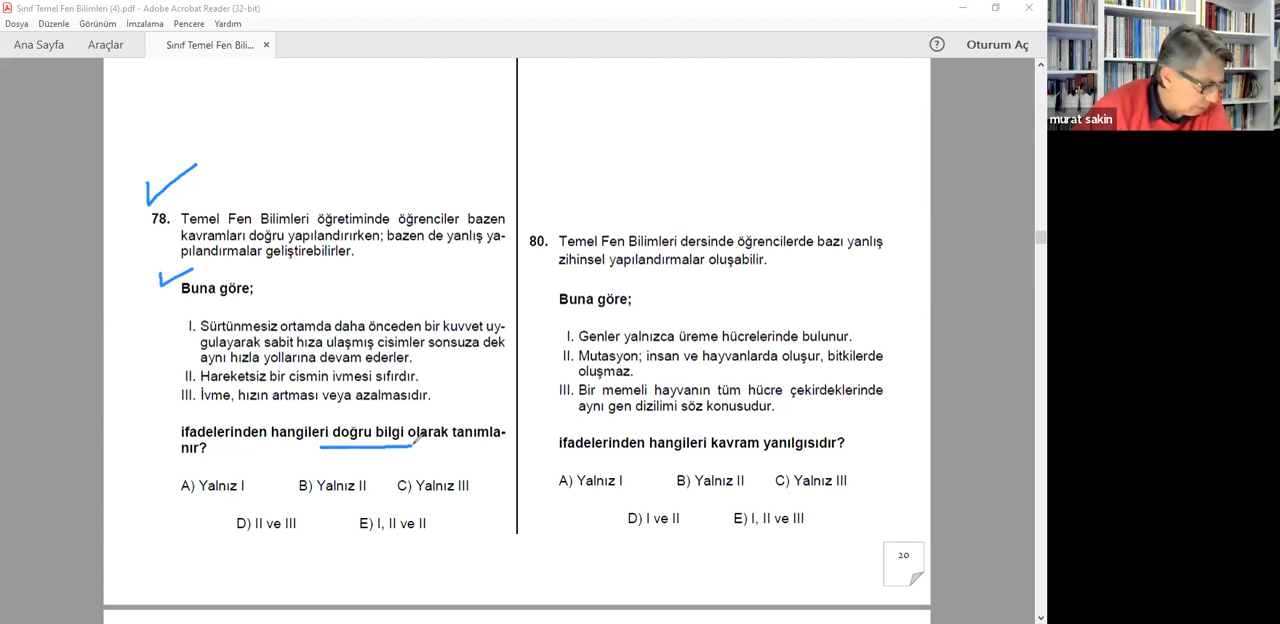 Sınıf Temel Fen Bilimleri (4).pdf - Adobe Acrobat Reader (32-bit)
Dosya Düzenle Görünüm İmzalama Pencere Yardım
Ana Sayfa Araçlar Sınıf Temel Fen Bili... × ? Oturum Aç
murat sakin
78. Temel Fen Bilimleri öğretiminde öğrenciler bazen
kavramları doğru yapılandırırken; bazen de yanlış ya-
pılandırmalar geliştirebilirler.
Buna göre;
I. Sürtünmesiz ortamda daha önceden bir kuvvet uy-
gulayarak sabit hıza ulaşmış cisimler sonsuza dek
aynı hızla yollarına devam ederler.
II. Hareketsiz bir cismin ivmesi sıfırdır.
III. İvme, hızın artması veya azalmasıdır.
ifadelerinden hangileri doğru bilgi olarak tanımla-
nır?
A) Yalnız I B) Yalnız II C) Yalnız III
D) II ve III E) I, II ve II
80. Temel Fen Bilimleri dersinde öğrencilerde bazı yanlış
zihinsel yapılandırmalar oluşabilir.
Buna göre;
I. Genler yalnızca üreme hücrelerinde bulunur.
II. Mutasyon; insan ve hayvanlarda oluşur, bitkilerde
oluşmaz.
III. Bir memeli hayvanın tüm hücre çekirdeklerinde
aynı gen dizilimi söz konusudur.
ifadelerinden hangileri kavram yanılgısıdır?
A) Yalnız I B) Yalnız II C) Yalnız III
D) I ve II E) I, II ve III
20